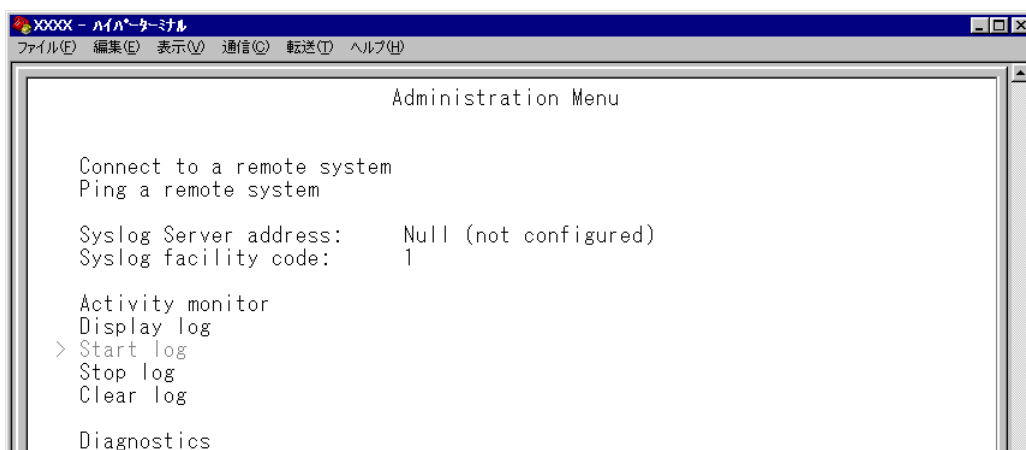 XXXX - ハイパーターミナル
ファイル(F) 編集(E) 表示(V) 通信(C) 転送(T) ヘルプ(H)
Administration Menu
Connect to a remote system
Ping a remote system
Syslog Server address: Null (not configured)
Syslog facility code: 1
Activity monitor
Display log
> Start log
Stop log
Clear log
Diagnostics